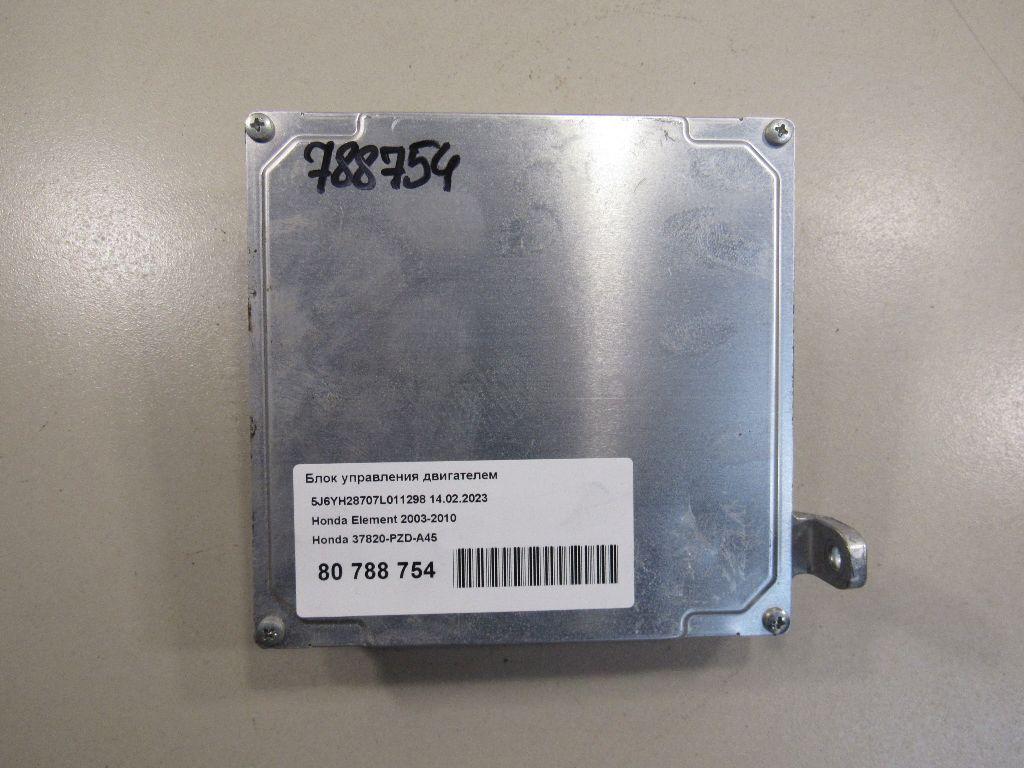 788754
Блок управления двигателем
5J6YH28707L011298 14.02.2023
Honda Element 2003-2010
Honda 37820-PZD-A45
80 788 754